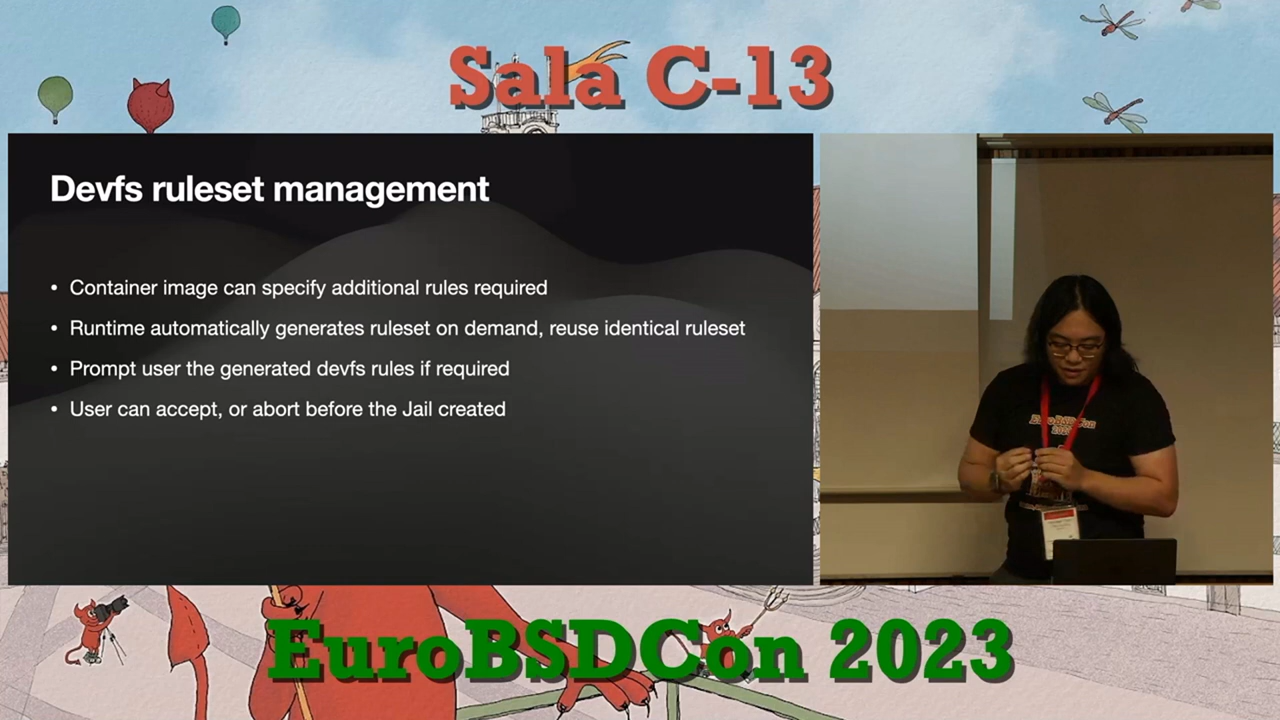 Sala C-13
Devfs ruleset management
• Container image can specify additional rules required
• Runtime automatically generates ruleset on demand, reuse identical ruleset
• Prompt user the generated devfs rules if required
• User can accept, or abort before the Jail created
EuroBSDCon
2023
EuroBSDCon 2023